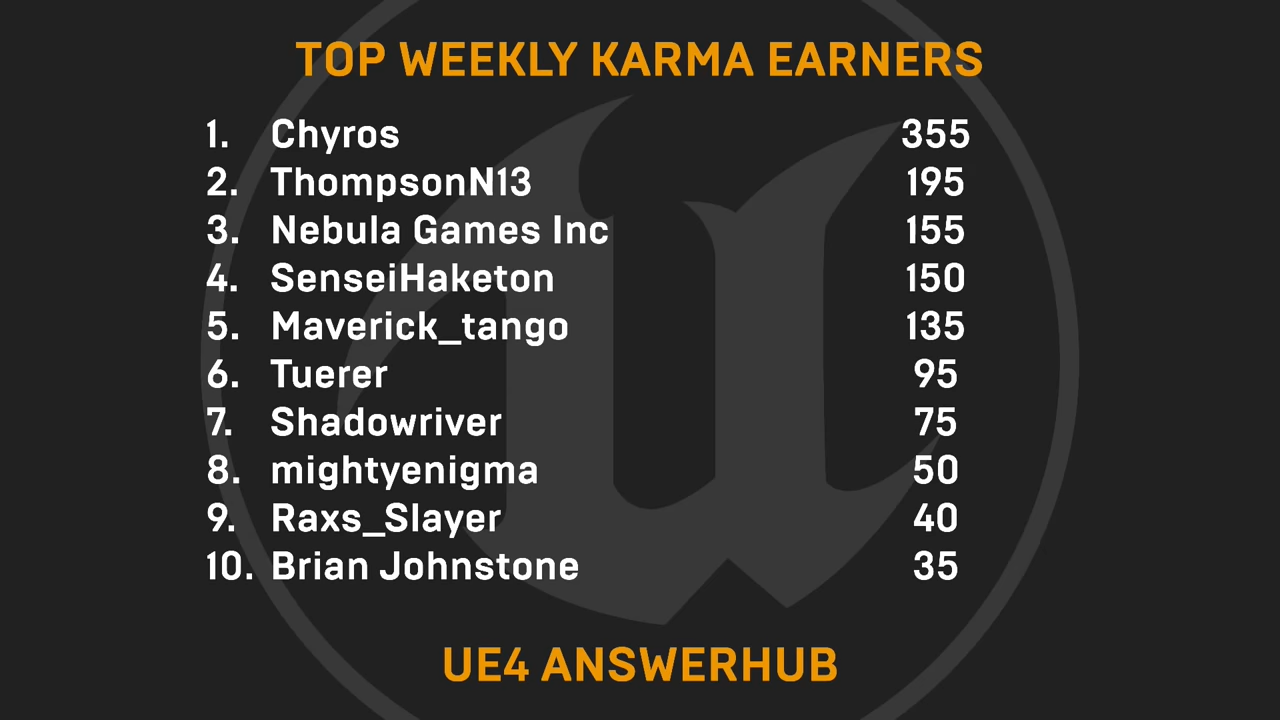 TOP WEEKLY KARMA EARNERS
1. Chyros 355
2. ThompsonN13 195
3. Nebula Games Inc 155
4. SenseiHaketon 150
5. Maverick_tango 135
6. Tuerer 95
7. Shadowriver 75
8. mightyenigma 50
9. Raxs_Slayer 40
10. Brian Johnstone 35
UE4 ANSWERHUB